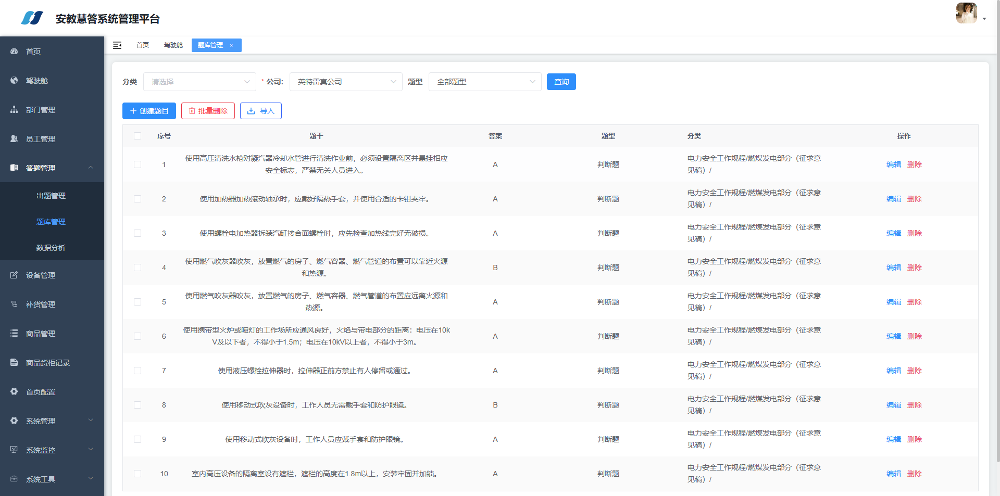 安教慧答系统管理平台
首页
驾驶舱
部门管理
员工管理
答题管理
出题管理
题库管理
数据分析
设备管理
补货管理
商品管理
商品货柜记录
首页配置
系统管理
系统监控
系统工具
首页 驾驶舱 题库管理 ×
分类 请选择 * 公司: 英特雷真公司 题型 全部题型 查询
创建题目 批量删除 导入
序号 题干 答案 题型 分类 操作
1 使用高压清洗水枪对凝汽器冷却水管进行清洗作业前，必须设置隔离区并悬挂相应 A 判断题 电力安全工作规程/燃煤发电部分（征求意 编辑 删除
安全标志，严禁无关人员进入。 见稿）/
2 使用加热器加热滚动轴承时，应戴好隔热手套，并使用合适的卡钳夹牢。 A 判断题 电力安全工作规程/燃煤发电部分（征求意 编辑 删除
见稿）/
3 使用螺栓电加热器拆装汽缸接合面螺栓时，应先检查加热线完好无破损。 A 判断题 电力安全工作规程/燃煤发电部分（征求意 编辑 删除
见稿）/
4 使用燃气吹灰器吹灰，放置燃气的房子、燃气容器、燃气管道的布置可以靠近火源 B 判断题 电力安全工作规程/燃煤发电部分（征求意 编辑 删除
和热源。 见稿）/
5 使用燃气吹灰器吹灰，放置燃气的房子、燃气容器、燃气管道的布置应远离火源和 A 判断题 电力安全工作规程/燃煤发电部分（征求意 编辑 删除
热源。 见稿）/
6 使用携带型火炉或喷灯的工作场所应通风良好，火焰与带电部分的距离：电压在10k A 判断题 电力安全工作规程/燃煤发电部分（征求意 编辑 删除
V及以下者，不得小于1.5m；电压在10kV以上者，不得小于3m。 见稿）/
7 使用液压螺栓拉伸器时，拉伸器正前方禁止有人停留或通过。 A 判断题 电力安全工作规程/燃煤发电部分（征求意 编辑 删除
见稿）/
8 使用移动式吹灰设备时，工作人员无需戴手套和防护眼镜。 B 判断题 电力安全工作规程/燃煤发电部分（征求意 编辑 删除
见稿）/
9 使用移动式吹灰设备时，工作人员应戴手套和防护眼镜。 A 判断题 电力安全工作规程/燃煤发电部分（征求意 编辑 删除
见稿）/
10 室内高压设备的隔离室设有遮栏，遮栏的高度在1.8m以上，安装牢固并加锁。 A 判断题 电力安全工作规程/燃煤发电部分（征求意 编辑 删除
见稿）/